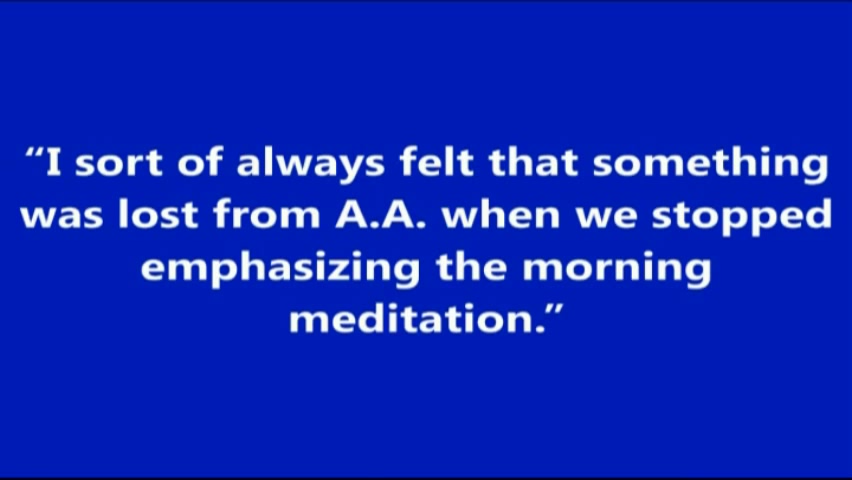 “I sort of always felt that something
was lost from A.A. when we stopped
emphasizing the morning
meditation.”